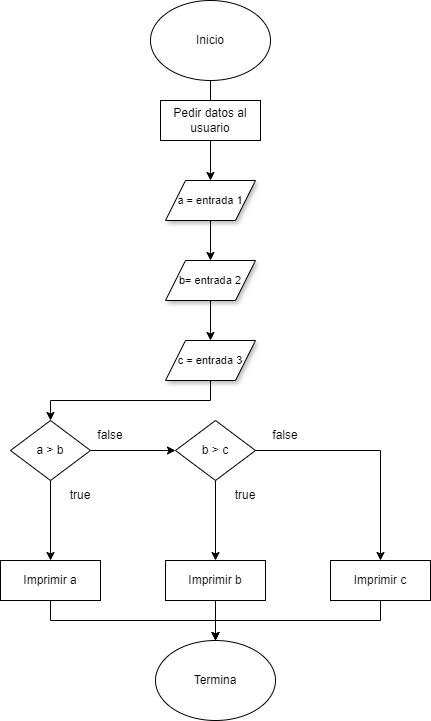 Inicio
Pedir datos al
usuario
a = entrada 1
b= entrada 2
c = entrada 3
a > b
false
b > c
false
true
true
Imprimir a
Imprimir b
Imprimir c
Termina